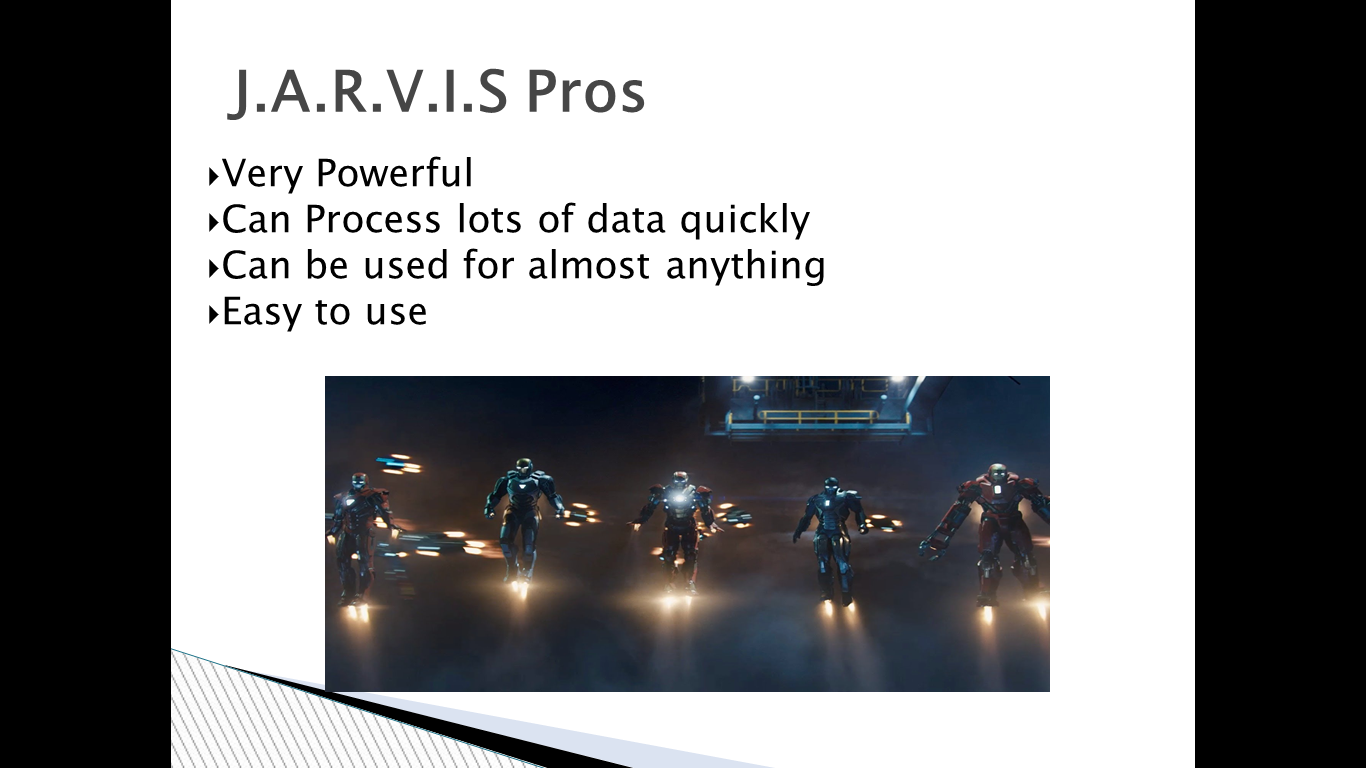 J.A.R.V.I.S Pros
Very Powerful
Can Process lots of data quickly
Can be used for almost anything
Easy to use